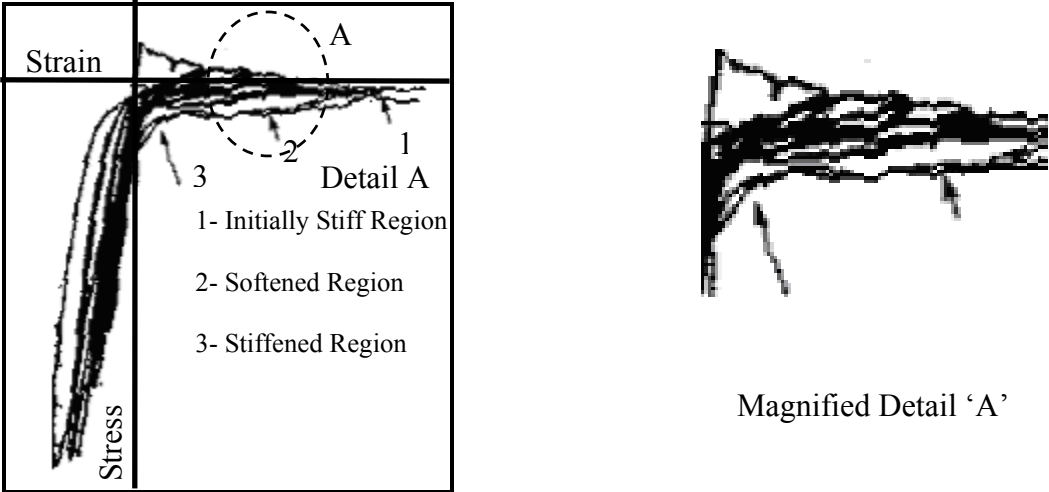 A
Strain
1
2
3
Detail A
1- Initially Stiff Region
2- Softened Region
3- Stiffened Region
Stress
Magnified Detail ‘A’